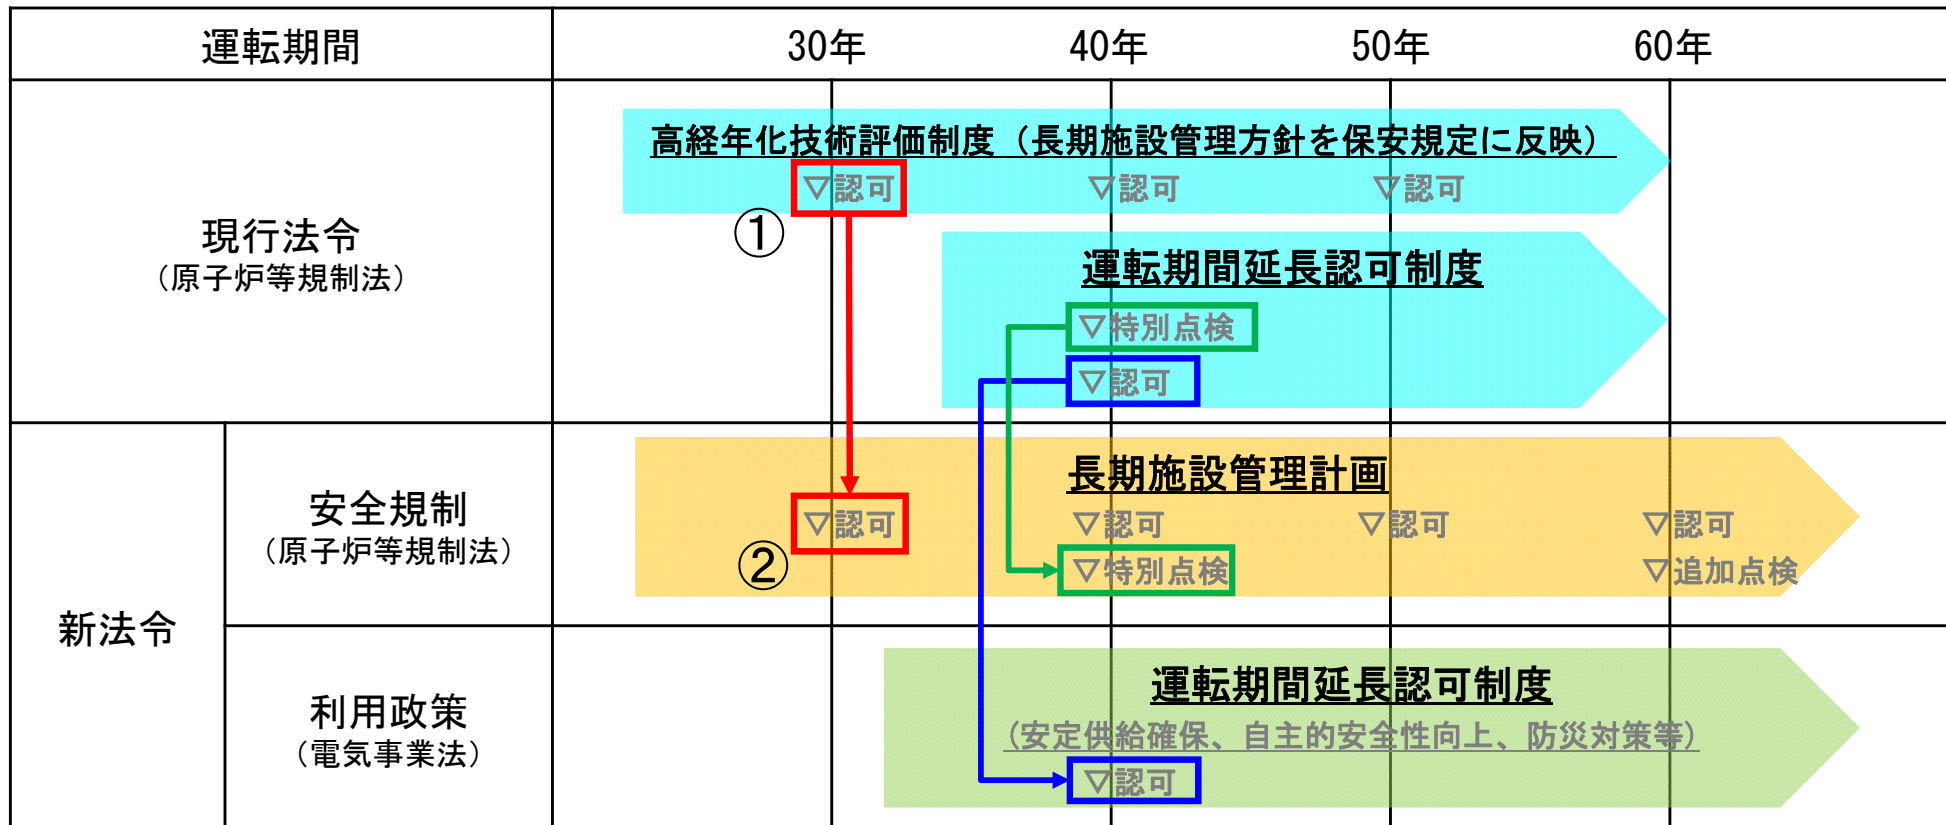 運転期間 30年 40年 50年 60年
現行法令
（原子炉等規制法）
高経年化技術評価制度（長期施設管理方針を保安規定に反映）
▽認可 ▽認可 ▽認可
①
運転期間延長認可制度
▽特別点検
▽認可
新法令
安全規制
（原子炉等規制法）
長期施設管理計画
▽認可 ▽認可 ▽認可 ▽認可
②
▽特別点検 ▽追加点検
利用政策
（電気事業法）
運転期間延長認可制度
（安定供給確保、自主的安全性向上、防災対策等）
▽認可